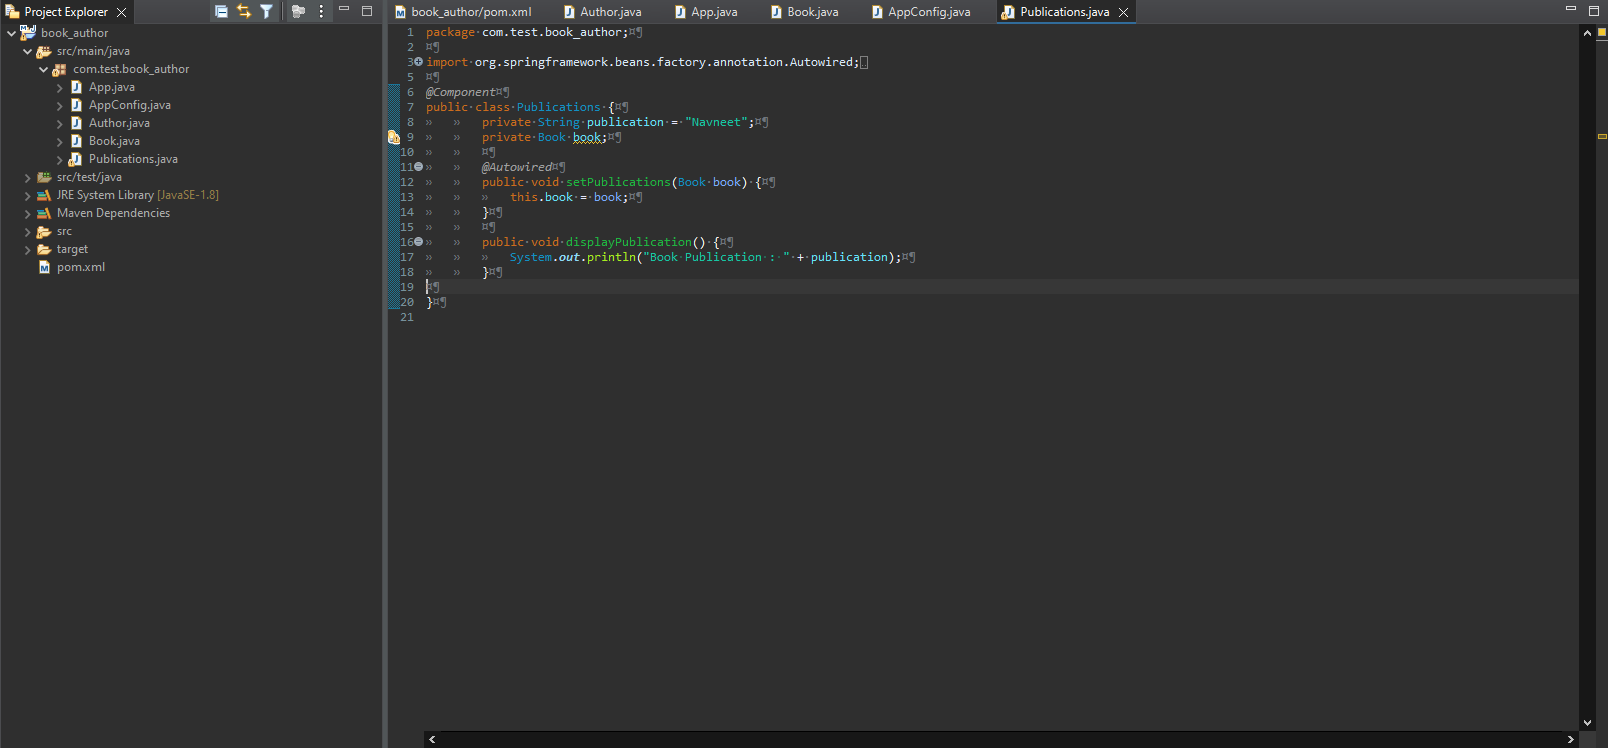 Project Explorer
book_author
src/main/java
com.test.book_author
App.java
AppConfig.java
Author.java
Book.java
Publications.java
src/test/java
JRE System Library [JavaSE-1.8]
Maven Dependencies
src
target
pom.xml
book_author/pom.xml Author.java App.java Book.java AppConfig.java Publications.java
1 package com.test.book_author;
2
3 import org.springframework.beans.factory.annotation.Autowired;
5
6 @Component
7 public class Publications {
8 private String publication = "Navneet";
9 private Book book;
10
11 @Autowired
12 public void setPublications(Book book) {
13 this.book = book;
14 }
15
16 public void displayPublication() {
17 System.out.println("Book Publication : " + publication);
18 }
19
20 }
21